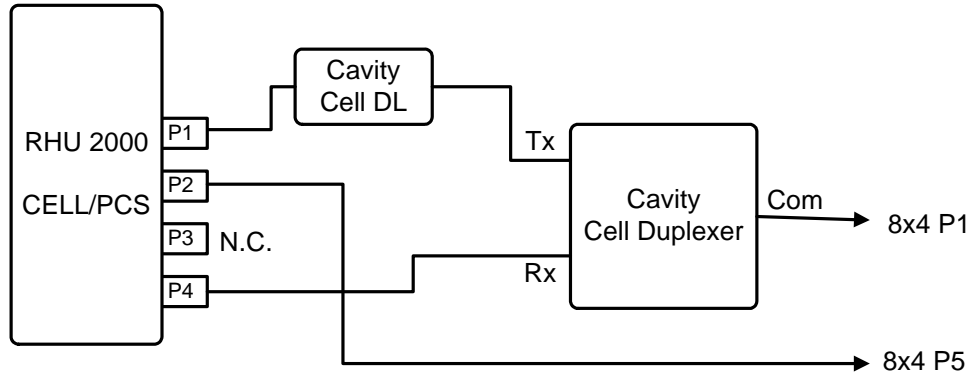 RHU 2000
CELL/PCS
P1
P2
P3
P4
N.C.
Cavity
Cell DL
Tx
Rx
Cavity
Cell Duplexer
Com
8x4 P1
8x4 P5